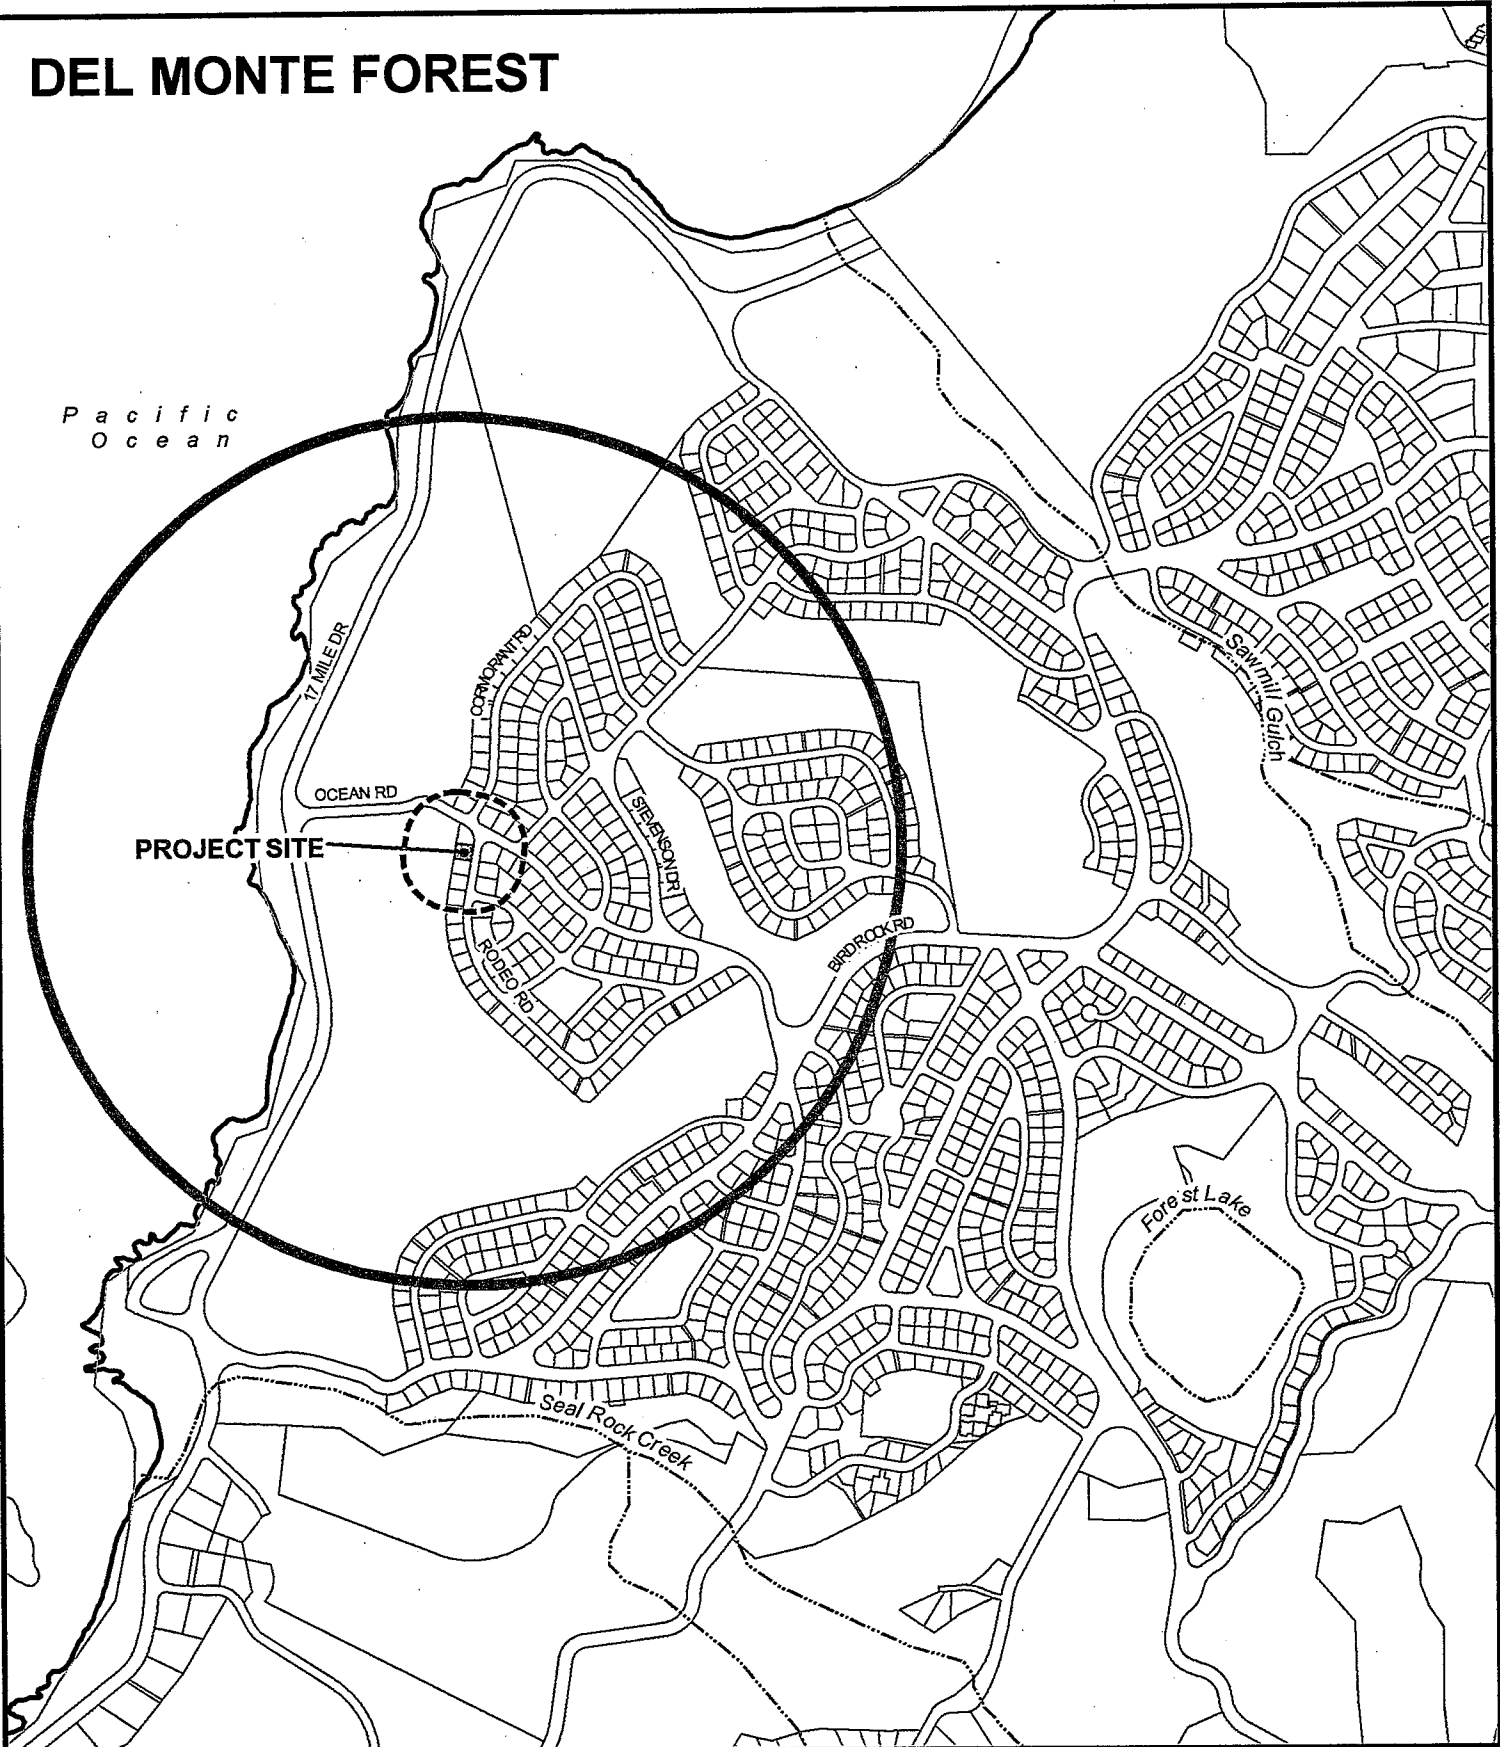 DEL MONTE FOREST
Pacific
Ocean
CORMORANT RD
17 MILE DR
Sawmill Gulch
OCEAN RD
STEVENSON DR
PROJECT SITE
BIRD ROCK RD
RODEO RD
Forest Lake
Seal Rock Creek